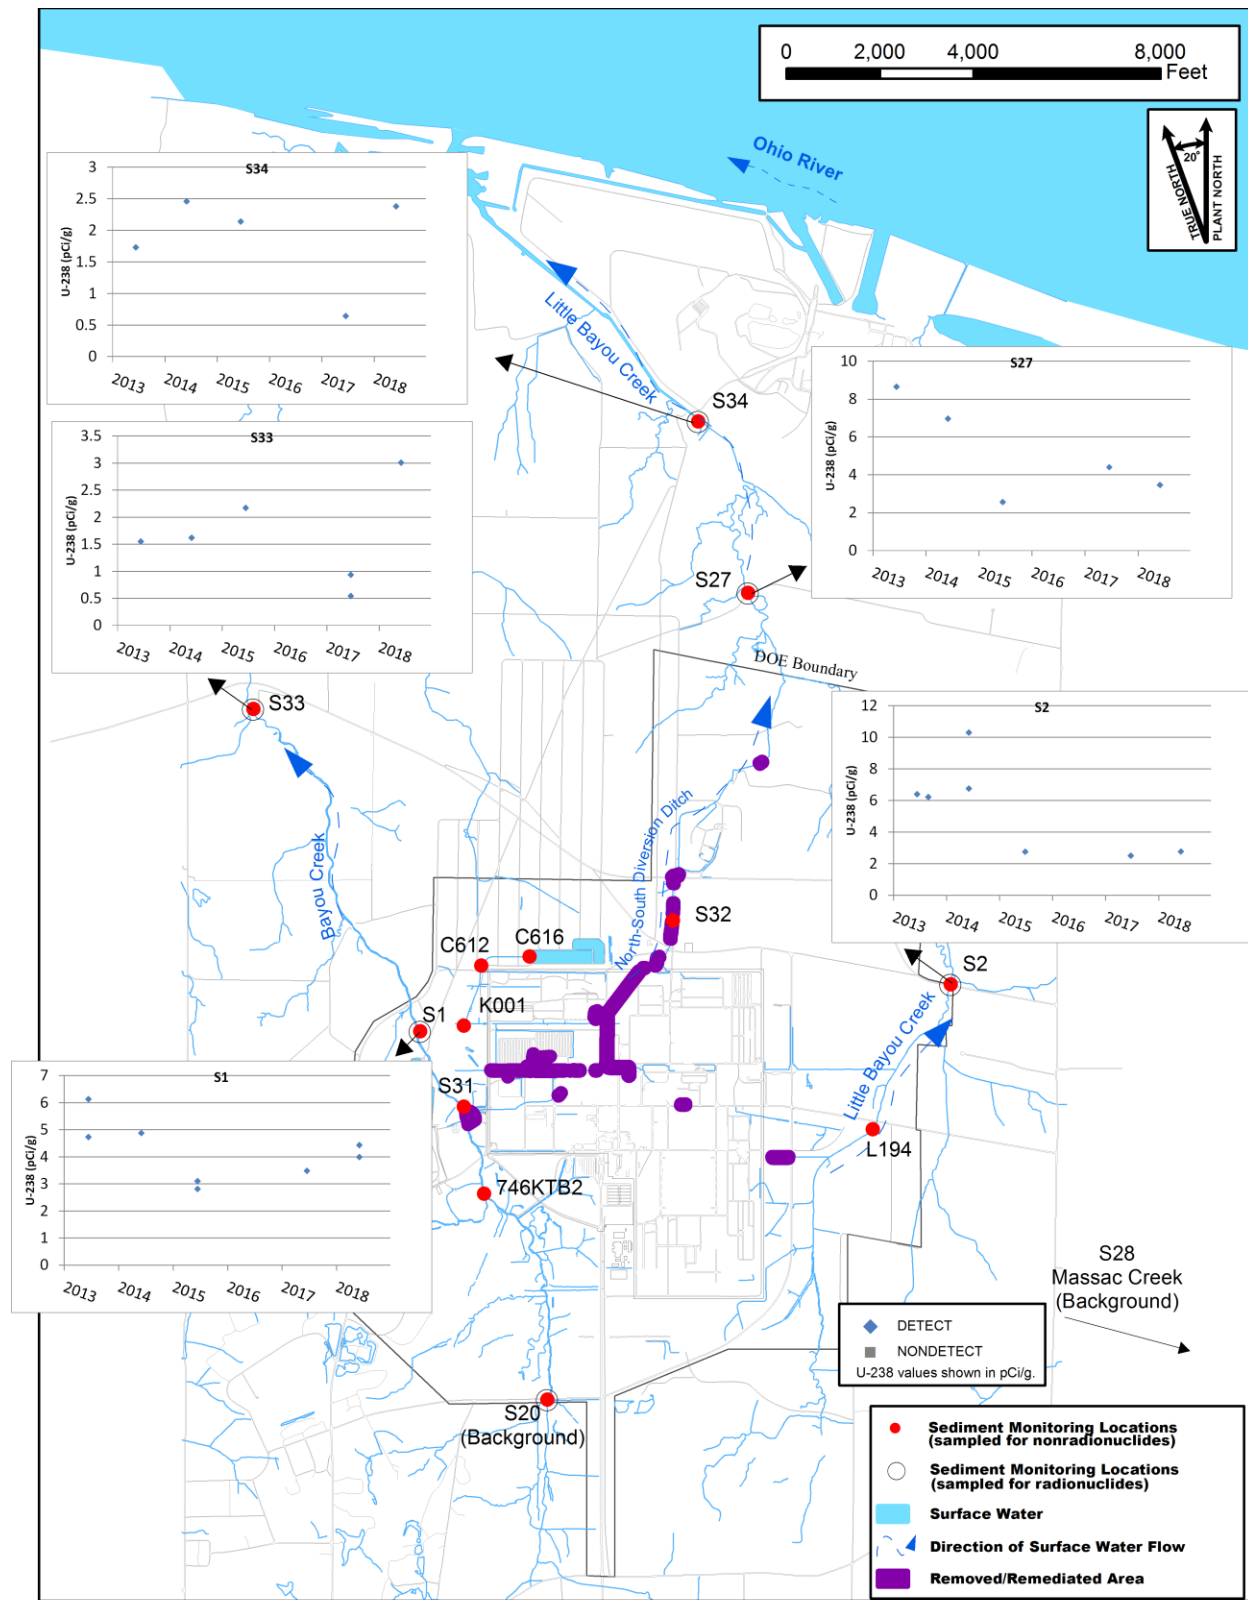 0 2,000 4,000 8,000
Feet
TRUE NORTH
20°
PLANT NORTH
Ohio River
S34
3
2.5
2
1.5
1
0.5
0
U-238 (pCi/g)
2013 2014 2015 2016 2017 2018
Little Bayou Creek
S34
S27
10
8
6
4
2
0
U-238 (pCi/g)
2013 2014 2015 2016 2017 2018
S33
3.5
3
2.5
2
1.5
1
0.5
0
U-238 (pCi/g)
2013 2014 2015 2016 2017 2018
S27
DOE Boundary
S33
S2
12
10
8
6
4
2
0
U-238 (pCi/g)
2013 2014 2015 2016 2017 2018
Bayou Creek
North-South Diversion Ditch
S32
C616
C612
S2
K001
S1
Little Bayou Creek
S1
7
6
5
4
3
2
1
0
U-238 (pCi/g)
2013 2014 2015 2016 2017 2018
S31
L194
746KTB2
S28
Massac Creek
(Background)
DETECT
NONDETECT
U-238 values shown in pCi/g.
S20
(Background)
Sediment Monitoring Locations
(sampled for nonradionuclides)
Sediment Monitoring Locations
(sampled for radionuclides)
Surface Water
Direction of Surface Water Flow
Removed/Remediated Area